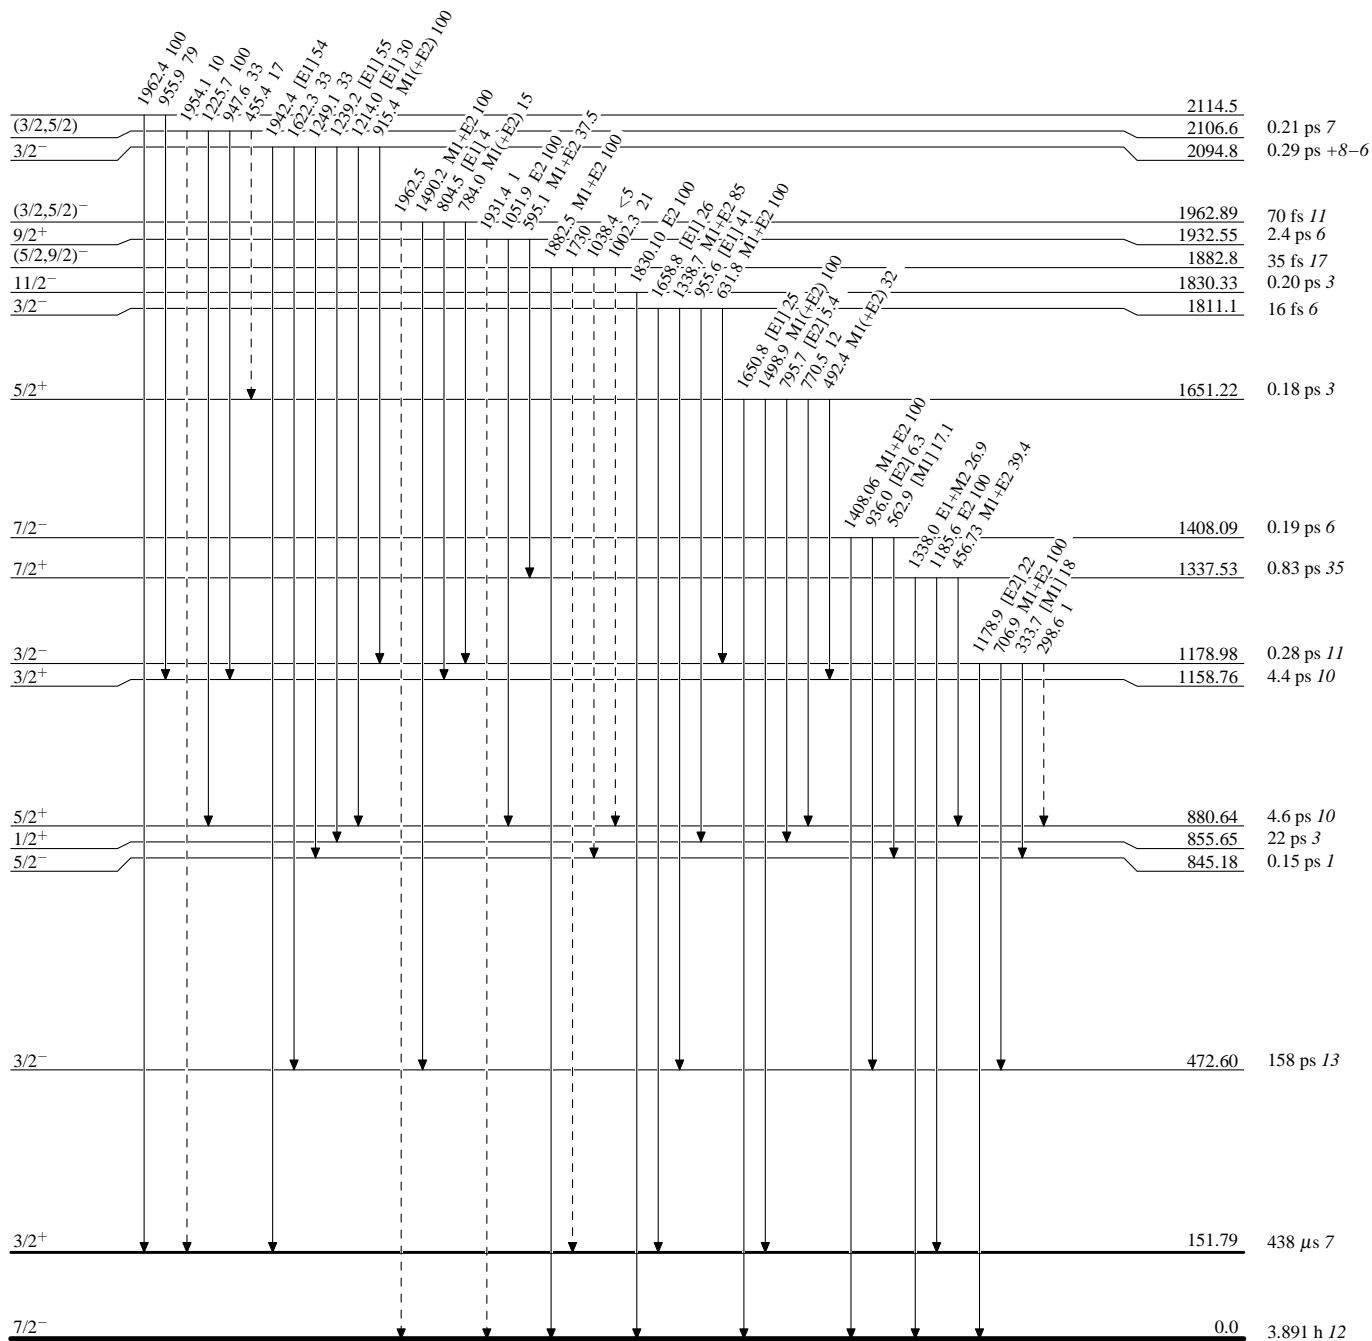 1962.4 100
955.9 79
1954.1 10
1225.7 100
947.6 33
455.4 17
1942.4 [E1] 54
1622.3 33
1249.1 33
1239.2 [E1] 55
1214.0 [E1] 30
915.4 M1(+E2) 100
1962.5
1490.2 M1+E2 100
804.5 [E1] 4
784.0 M1(+E2) 15
1931.4 1
1051.9 E2 100
595.1 M1+E2 37.5
1882.5 M1+E2 100
1730
1038.4 <5
1002.3 21
1830.10 E2 100
1658.8 [E1] 26
1338.7 M1+E2 85
955.6 [E1] 41
631.8 M1+E2 100
1650.8 [E1] 25
1498.9 M1(+E2) 100
795.7 [E2] 5.4
770.5 12
492.4 M1(+E2) 32
1408.06 M1+E2 100
936.0 [E2] 6.3
562.9 [M1] 17.1
1338.0 E1+M2 26.9
1185.6 E2 100
456.73 M1+E2 39.4
1178.9 [E2] 22
706.9 M1+E2 100
333.7 [M1] 18
298.6 1
2114.5
(3/2,5/2) 2106.6 0.21 ps 7
3/2− 2094.8 0.29 ps +8−6
(3/2,5/2)− 1962.89 70 fs 11
9/2+ 1932.55 2.4 ps 6
(5/2,9/2)− 1882.8 35 fs 17
11/2− 1830.33 0.20 ps 3
3/2− 1811.1 16 fs 6
5/2+ 1651.22 0.18 ps 3
7/2− 1408.09 0.19 ps 6
7/2+ 1337.53 0.83 ps 35
3/2− 1178.98 0.28 ps 11
3/2+ 1158.76 4.4 ps 10
5/2+ 880.64 4.6 ps 10
1/2+ 855.65 22 ps 3
5/2− 845.18 0.15 ps 1
3/2− 472.60 158 ps 13
3/2+ 151.79 438 μs 7
7/2− 0.0 3.891 h 12